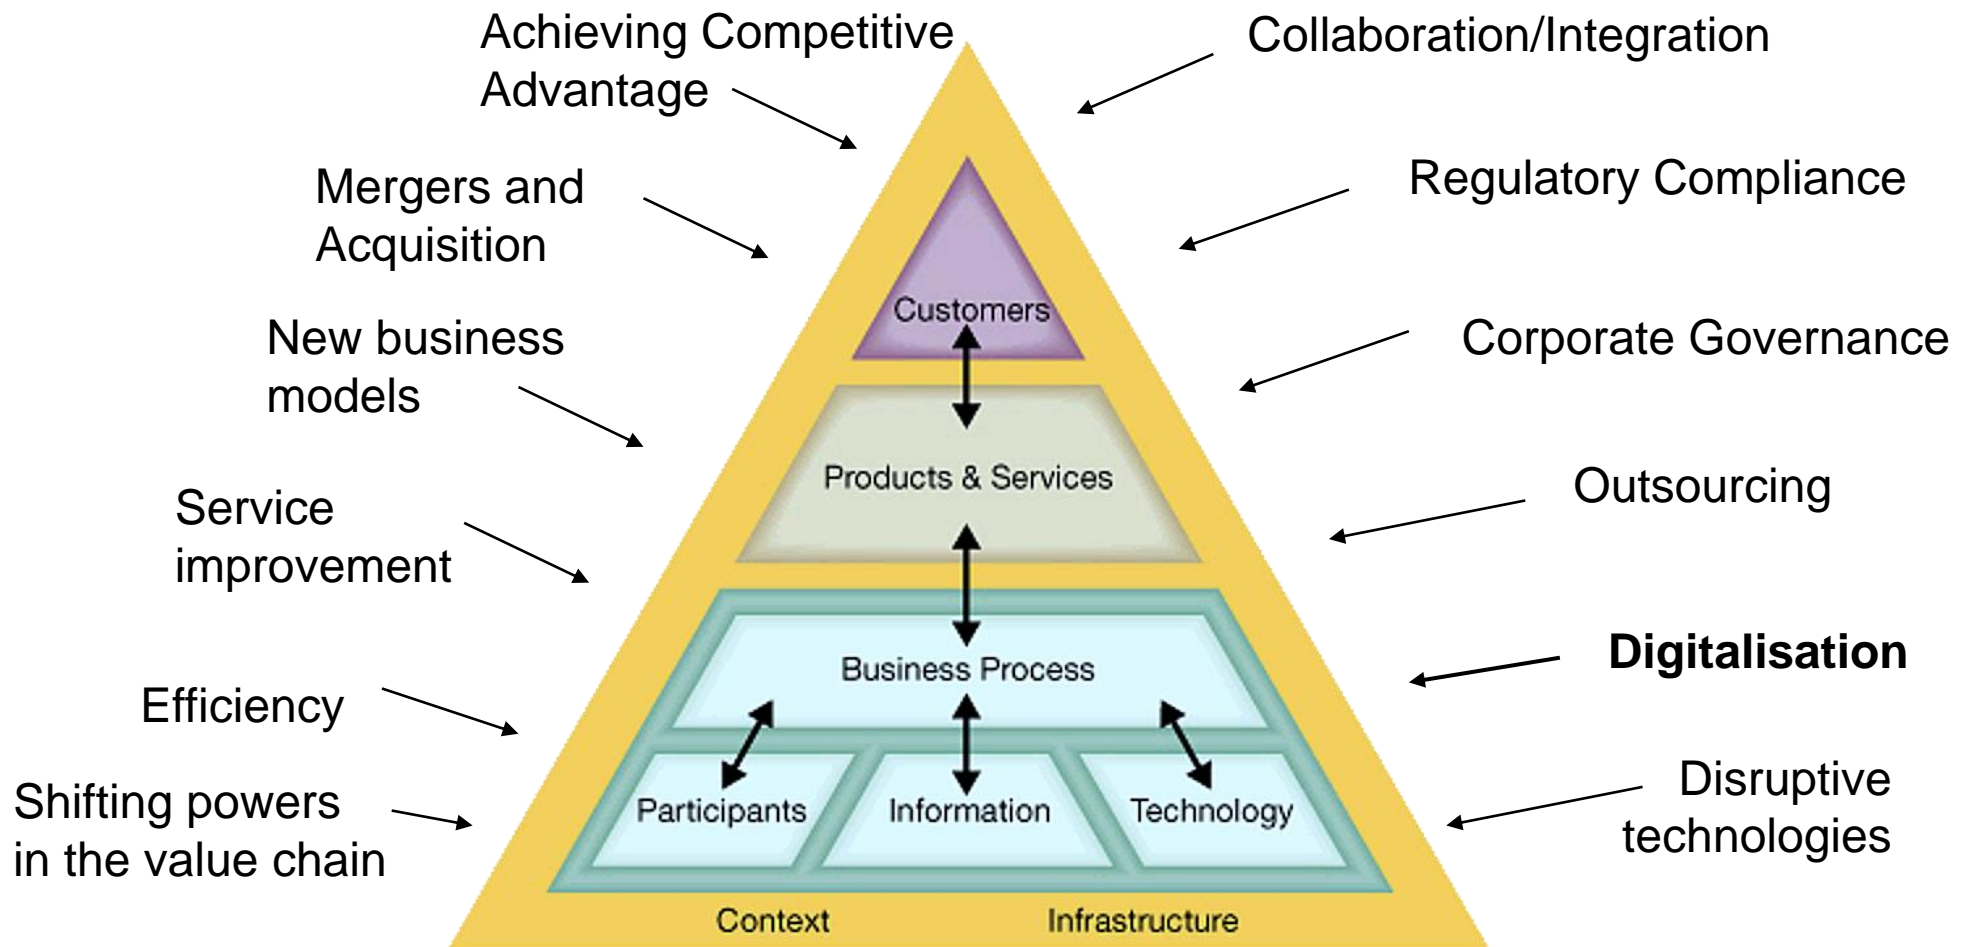 Achieving Competitive
Advantage
Collaboration/Integration
Mergers and
Acquisition
Regulatory Compliance
Customers
New business
models
Corporate Governance
Products & Services
Service
improvement
Outsourcing
Business Process
Digitalisation
Efficiency
Shifting powers
in the value chain
Participants
Information
Technology
Disruptive
technologies
Context
Infrastructure